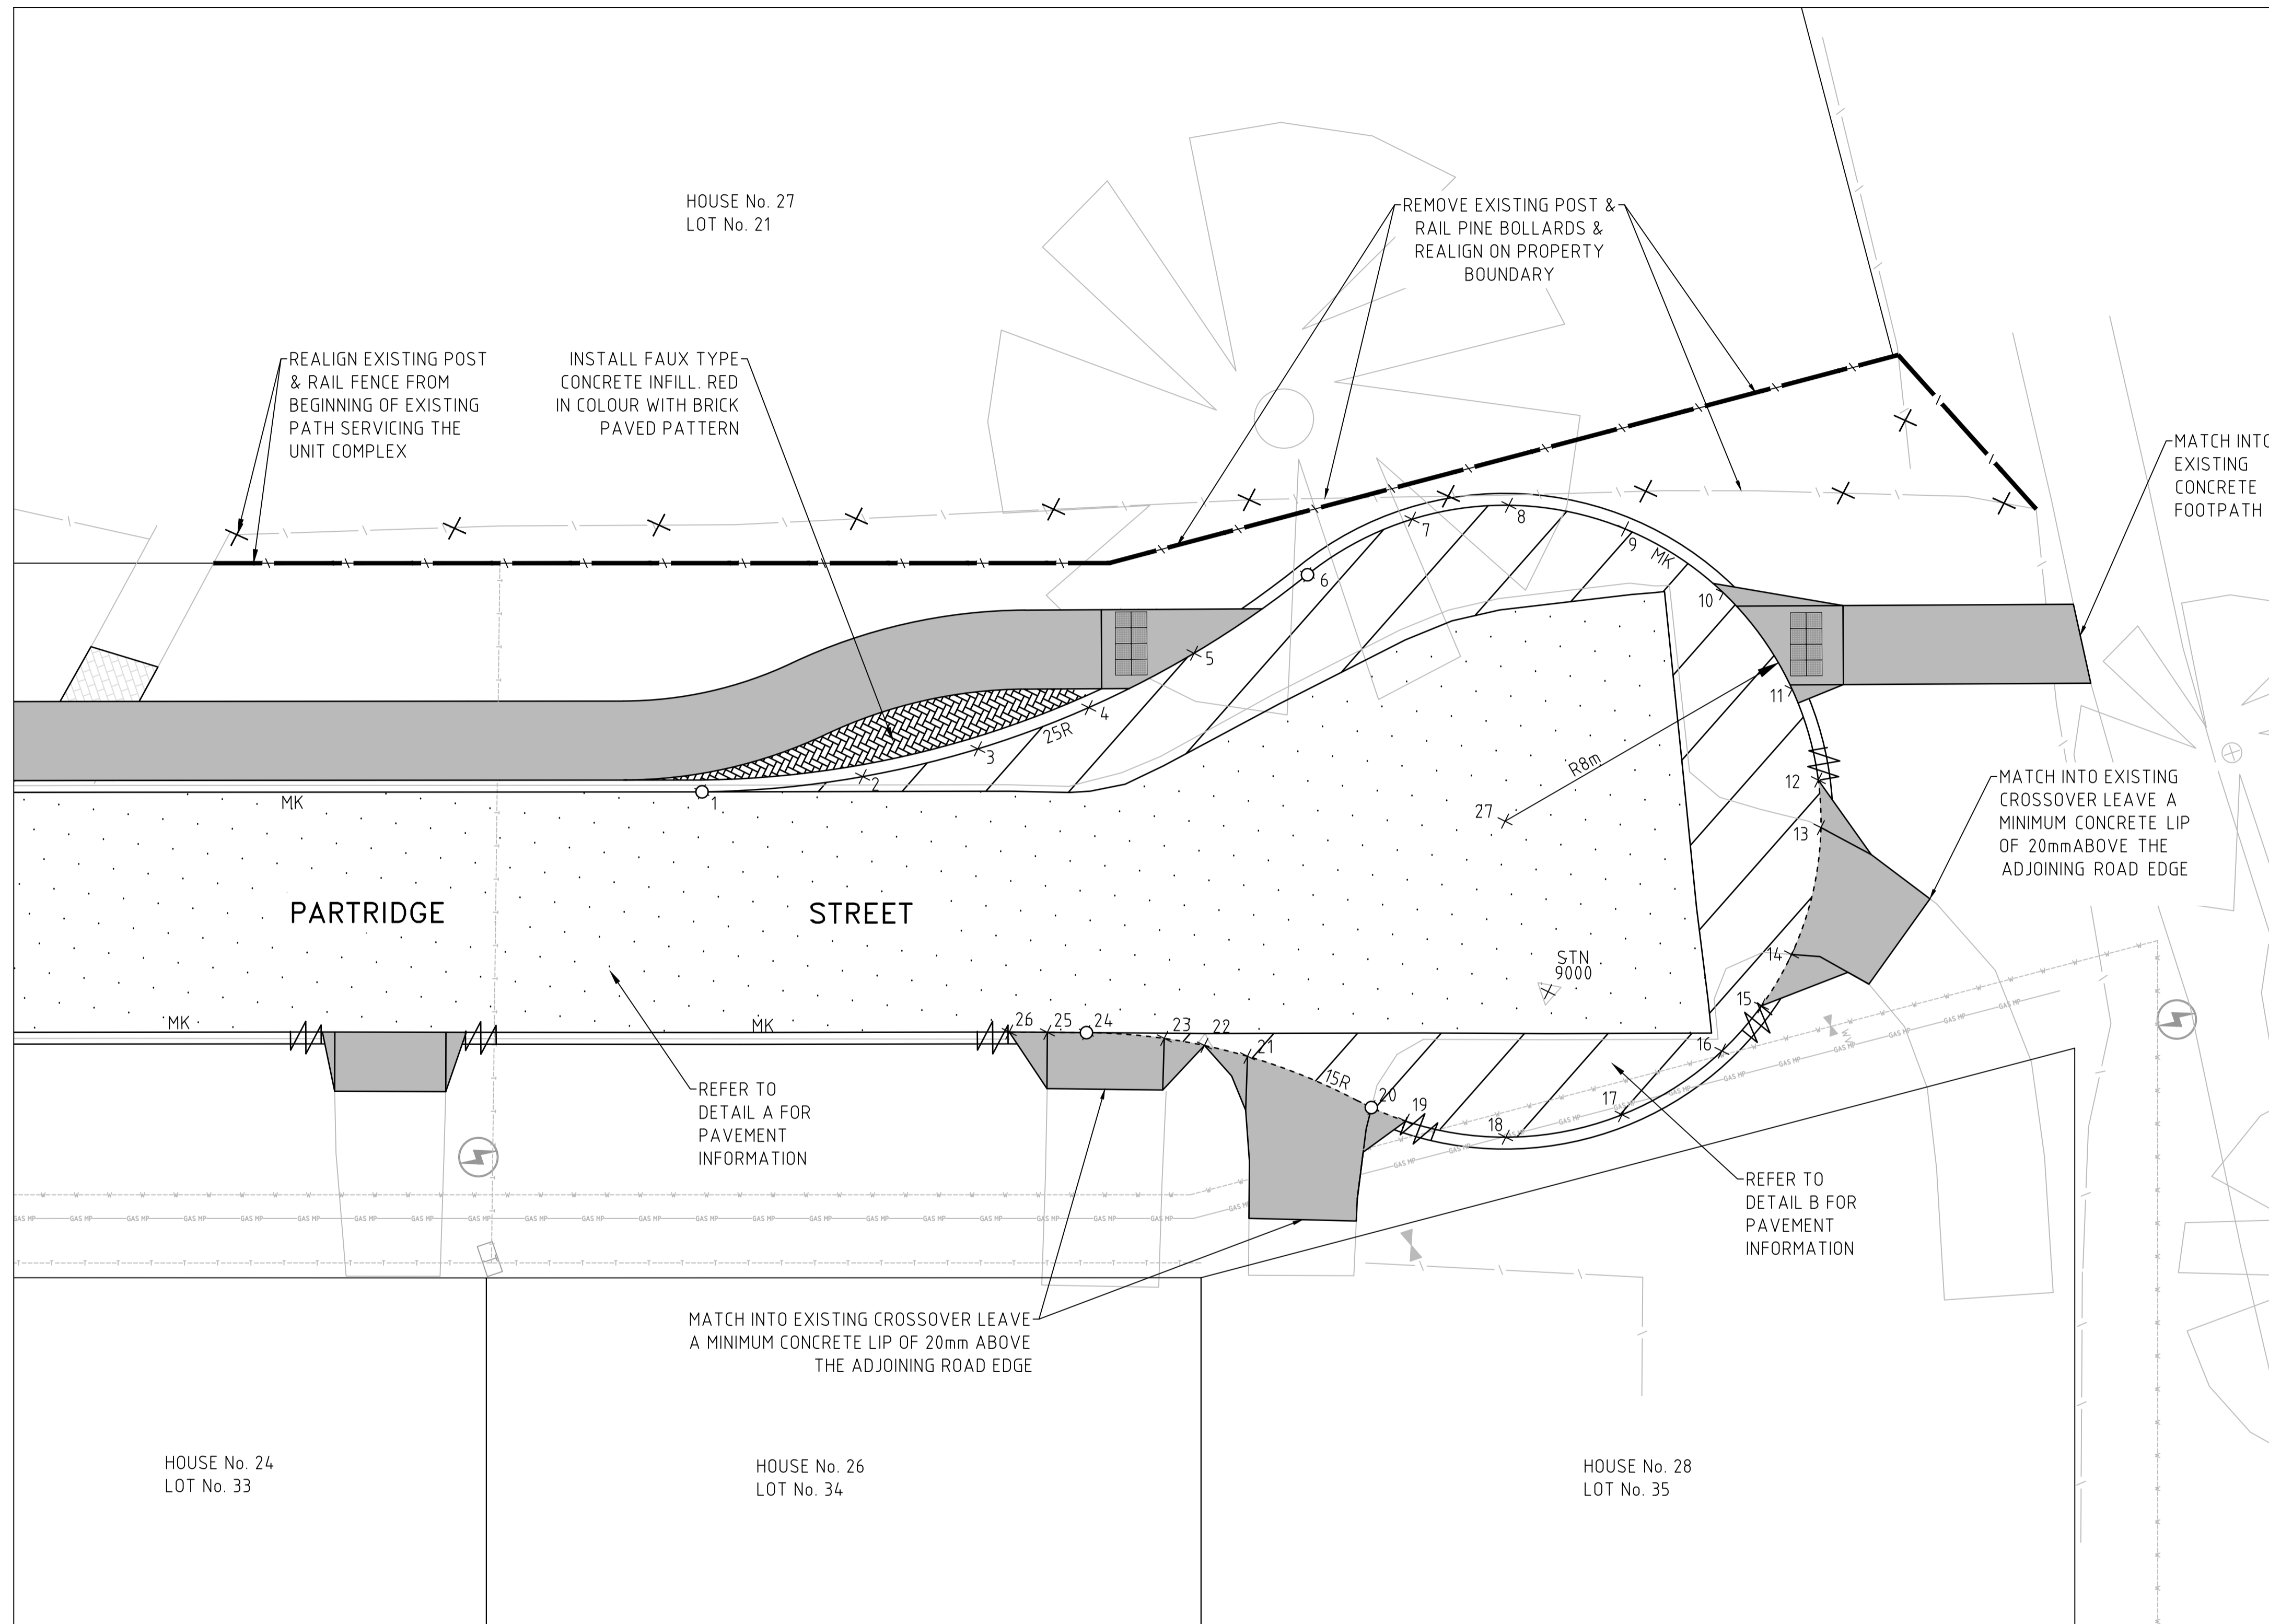 HOUSE No. 27
LOT No. 21
REMOVE EXISTING POST &
RAIL PINE BOLLARDS &
REALIGN ON PROPERTY
BOUNDARY
REALIGN EXISTING POST
& RAIL FENCE FROM
BEGINNING OF EXISTING
PATH SERVICING THE
UNIT COMPLEX
INSTALL FAUX TYPE
CONCRETE INFILL. RED
IN COLOUR WITH BRICK
PAVED PATTERN
MATCH INTO
EXISTING
CONCRETE
FOOTPATH
1
2
3
4
5
6
7
8
9
10
11
12
13
14
15
16
17
18
19
20
21
22
23
24
25
26
27
MK
MK
MK
MK
25R
15R
R8m
MATCH INTO EXISTING
CROSSOVER LEAVE A
MINIMUM CONCRETE LIP
OF 20mmABOVE THE
ADJOINING ROAD EDGE
PARTRIDGE STREET
STN
9000
REFER TO
DETAIL A FOR
PAVEMENT
INFORMATION
REFER TO
DETAIL B FOR
PAVEMENT
INFORMATION
MATCH INTO EXISTING CROSSOVER LEAVE
A MINIMUM CONCRETE LIP OF 20mm ABOVE
THE ADJOINING ROAD EDGE
HOUSE No. 24
LOT No. 33
HOUSE No. 26
LOT No. 34
HOUSE No. 28
LOT No. 35